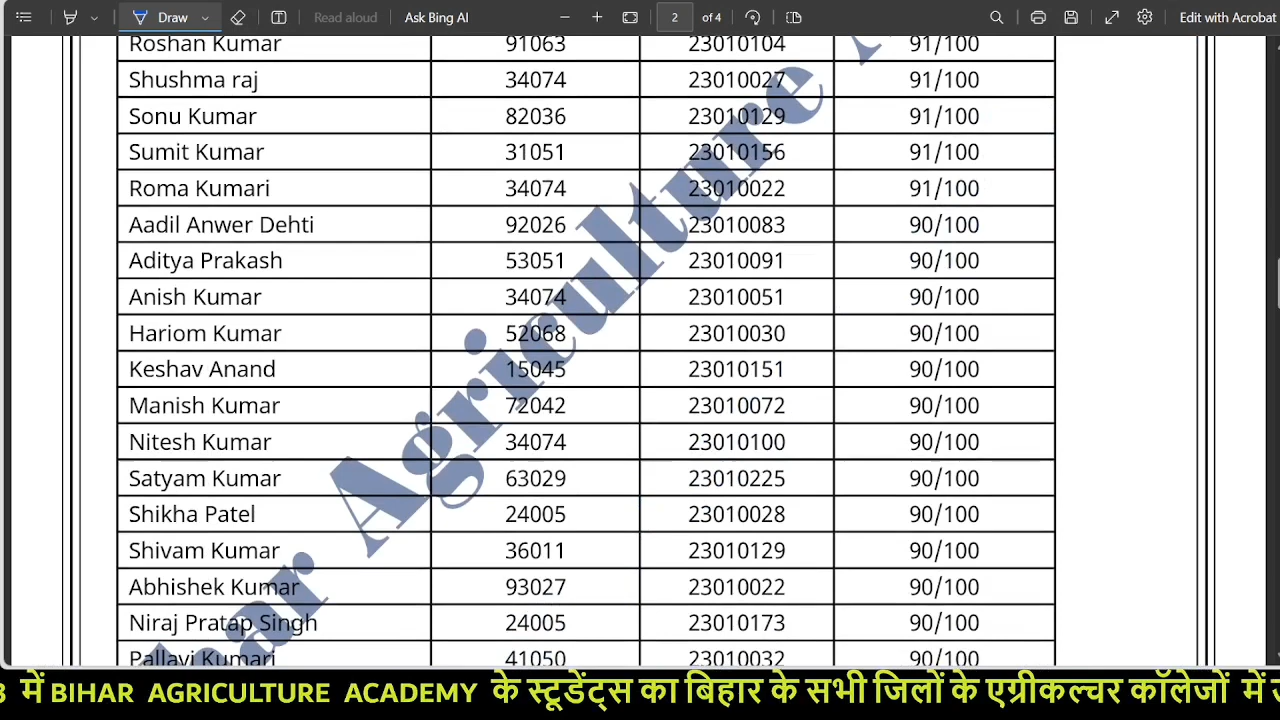 Draw Read aloud Ask Bing AI 2 of 4 Edit with Acrobat
Roshan Kumar 91063 23010104 91/100
Shushma raj 34074 23010027 91/100
Sonu Kumar 82036 23010129 91/100
Sumit Kumar 31051 23010156 91/100
Roma Kumari 34074 23010022 91/100
Aadil Anwer Dehti 92026 23010083 90/100
Aditya Prakash 53051 23010091 90/100
Anish Kumar 34074 23010051 90/100
Hariom Kumar 52068 23010030 90/100
Keshav Anand 15045 23010151 90/100
Manish Kumar 72042 23010072 90/100
Nitesh Kumar 34074 23010100 90/100
Satyam Kumar 63029 23010225 90/100
Shikha Patel 24005 23010028 90/100
Shivam Kumar 36011 23010129 90/100
Abhishek Kumar 93027 23010022 90/100
Niraj Pratap Singh 24005 23010173 90/100
Pallavi Kumari 41050 23010032 90/100
Agriculture
में BIHAR AGRICULTURE ACADEMY के स्टूडेंट्स का बिहार के सभी जिलों के एग्रीकल्चर कॉलेजों में